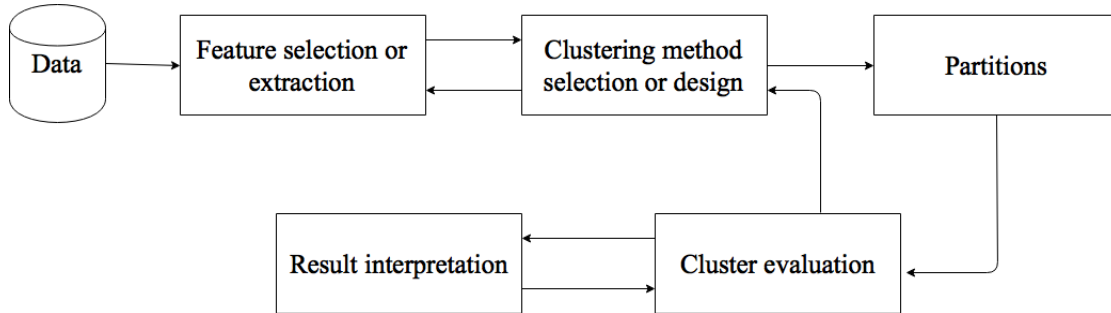 Data
Feature selection or
extraction
Clustering method
selection or design
Partitions
Result interpretation
Cluster evaluation